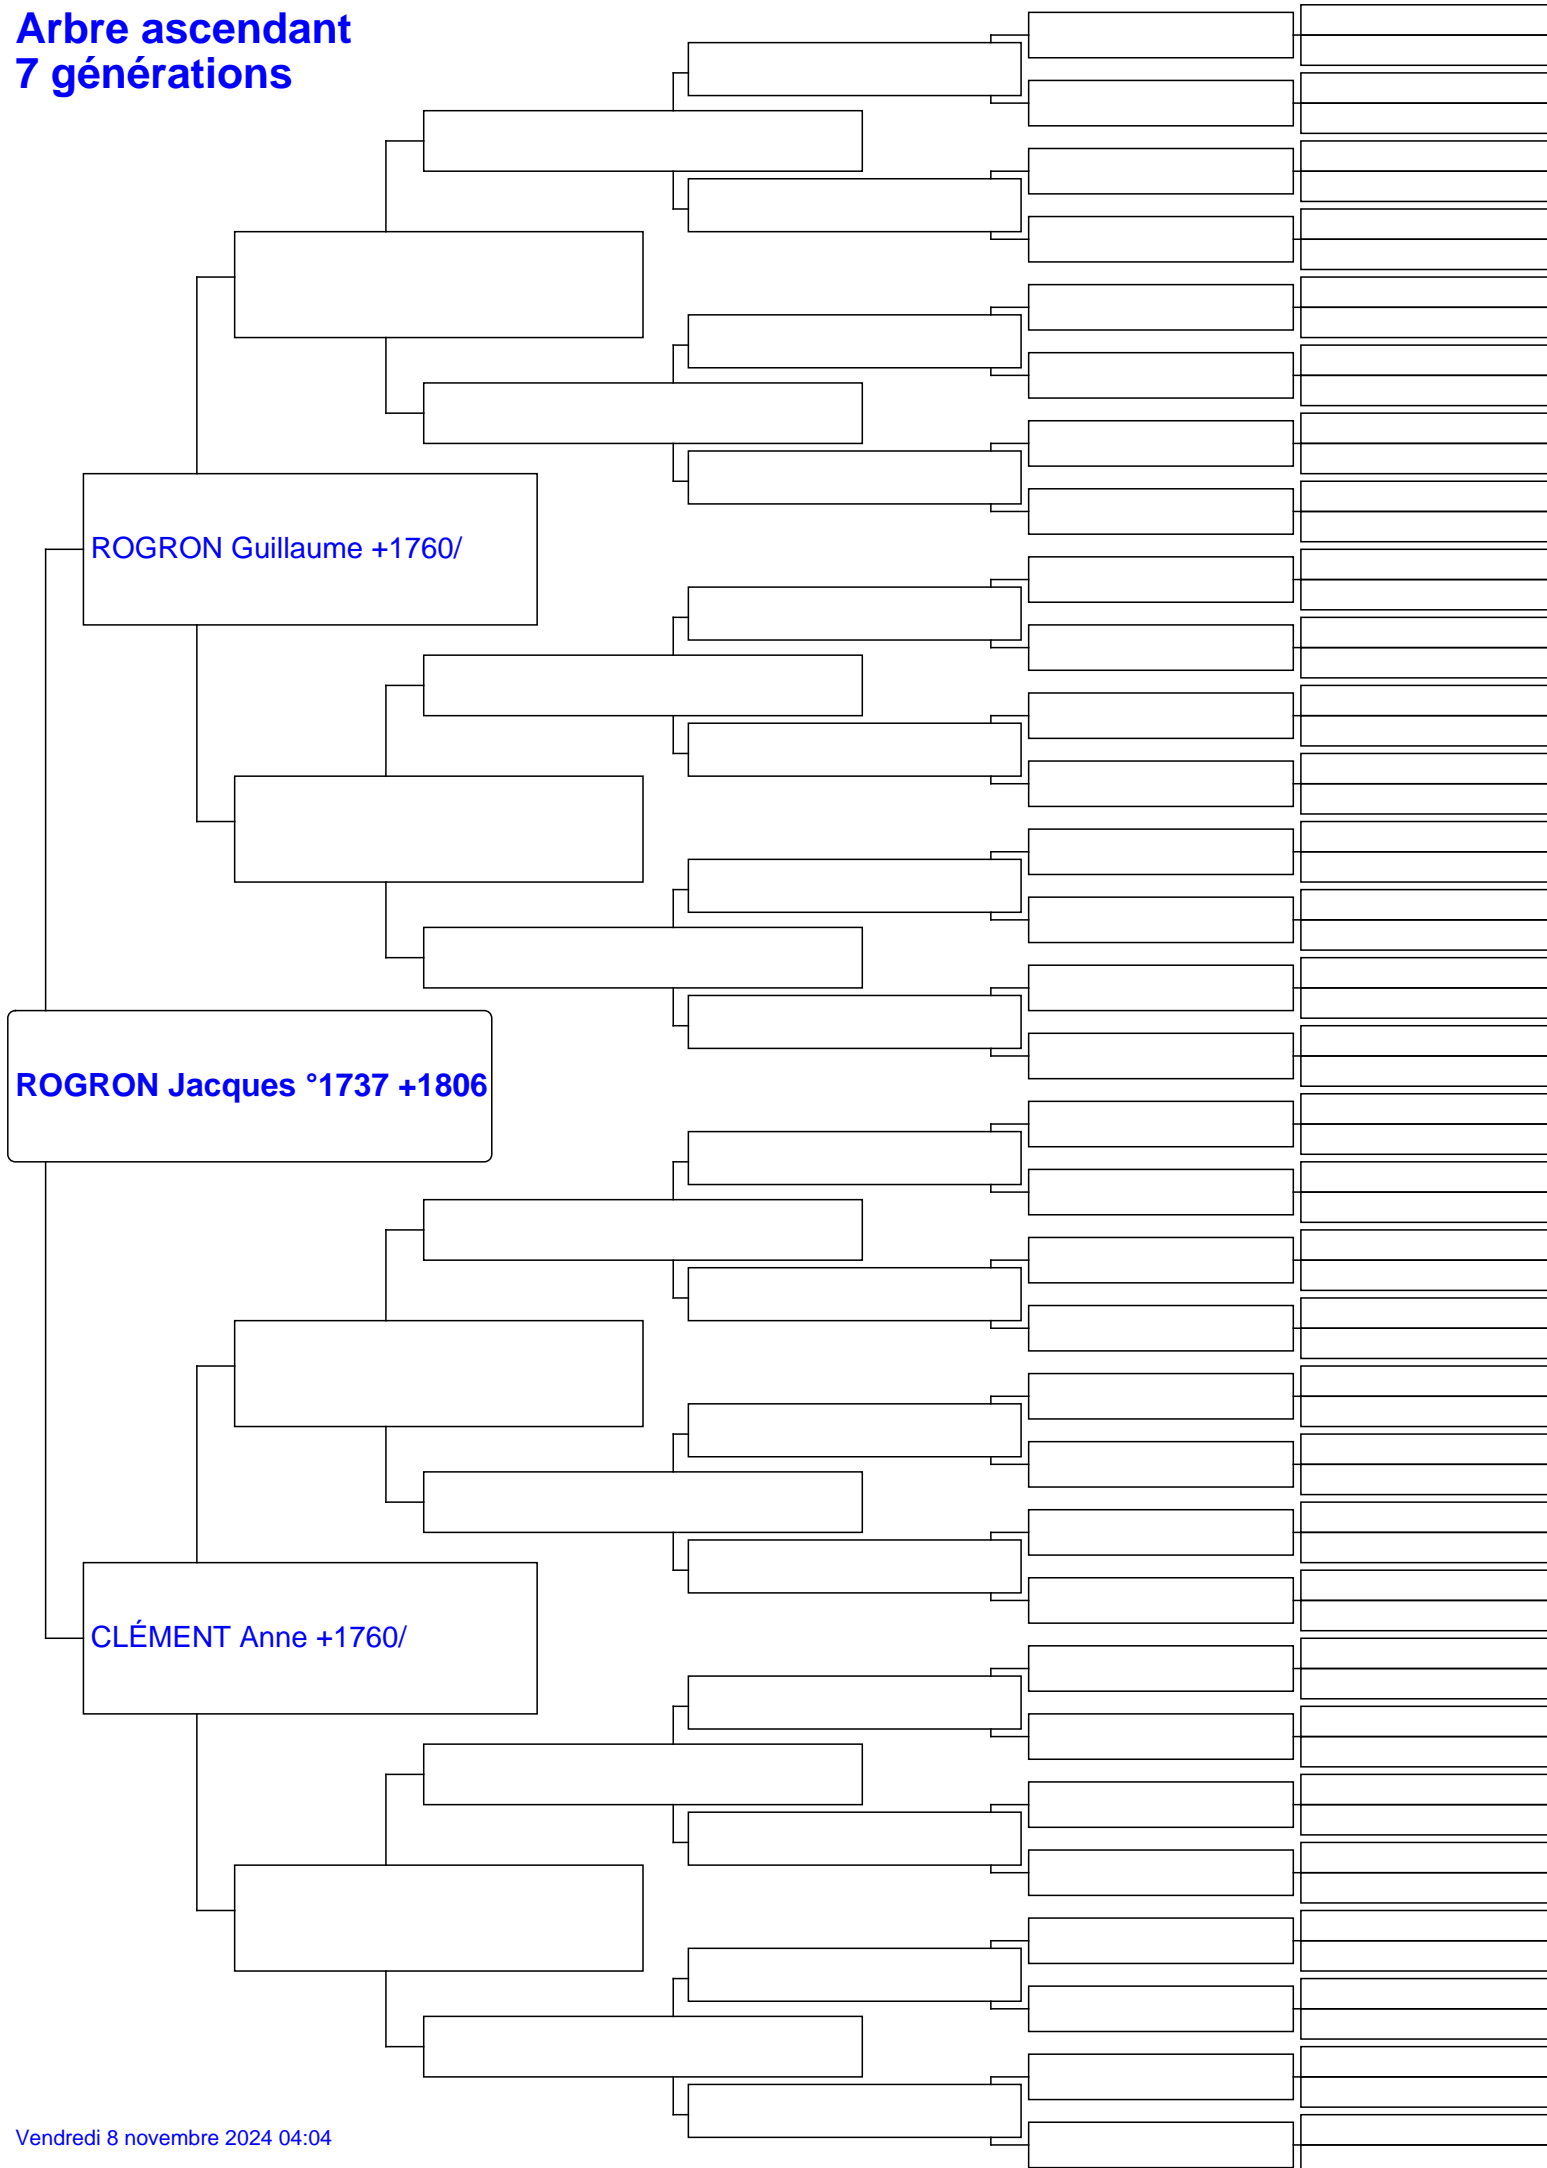 Arbre ascendant
7 générations
ROGRON Guillaume +1760/
ROGRON Jacques °1737 +1806
CLÉMENT Anne +1760/
Vendredi 8 novembre 2024 04:04